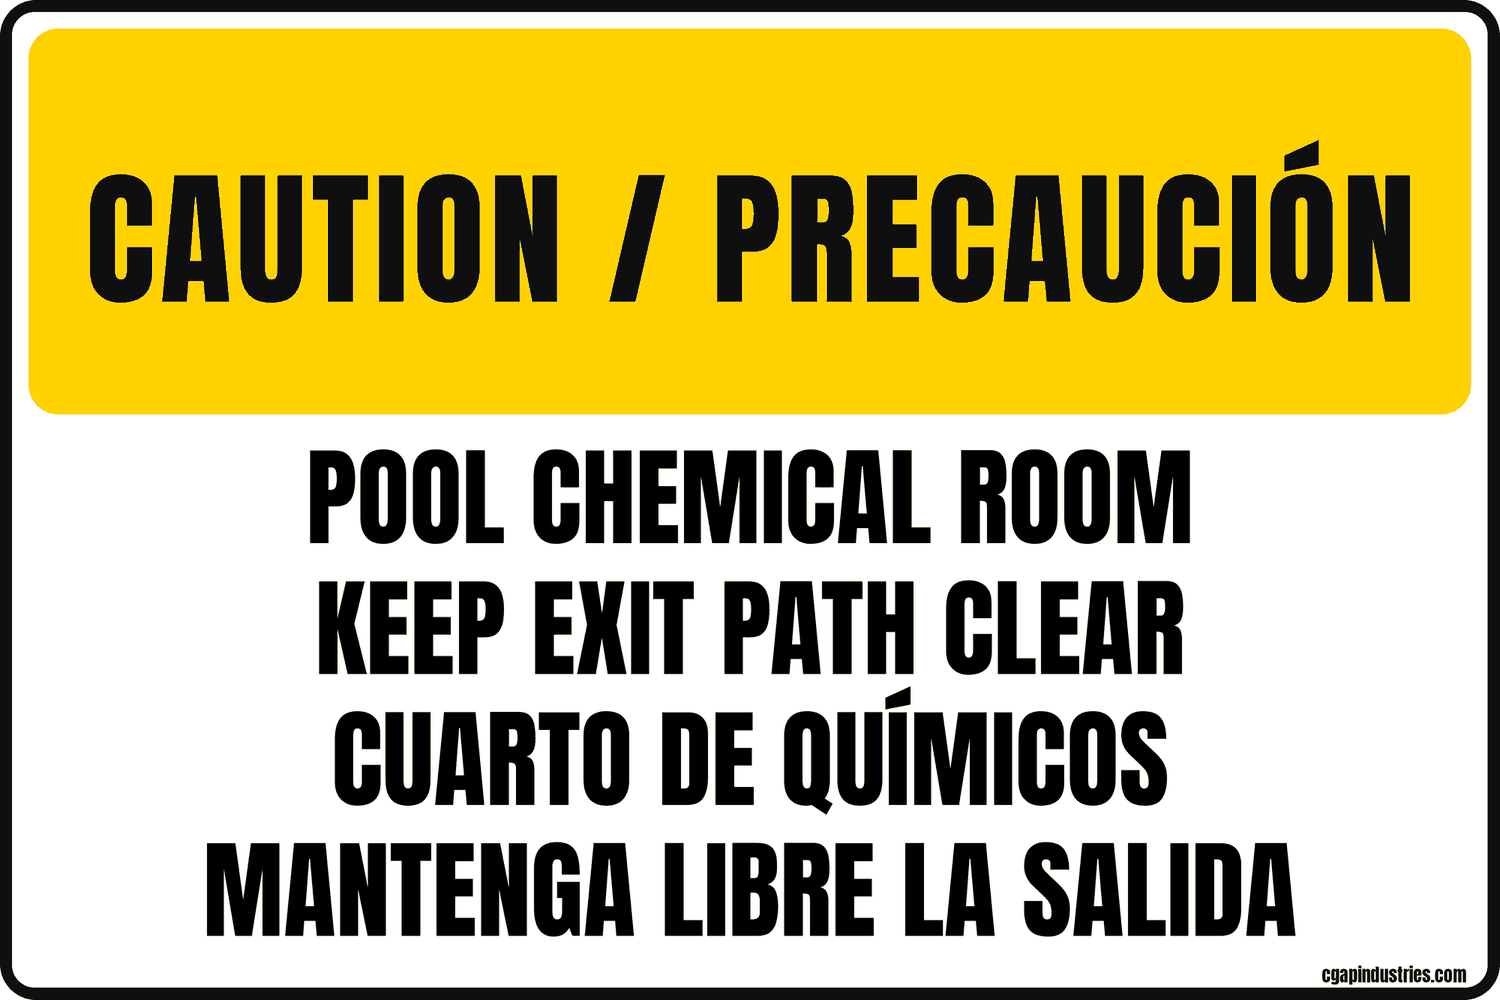 CAUTION / PRECAUCIÓN
POOL CHEMICAL ROOM
KEEP EXIT PATH CLEAR
CUARTO DE QUÍMICOS
MANTENGA LIBRE LA SALIDA
cgapindustries.com